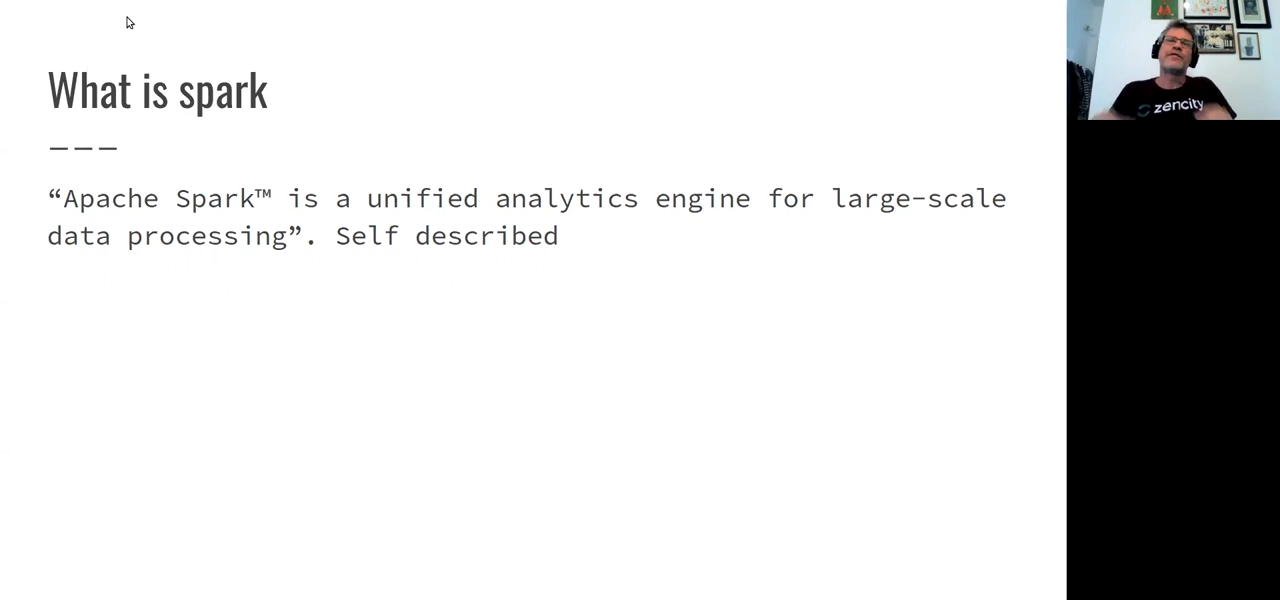 What is spark
“Apache Spark™ is a unified analytics engine for large-scale
data processing”. Self described
zencity